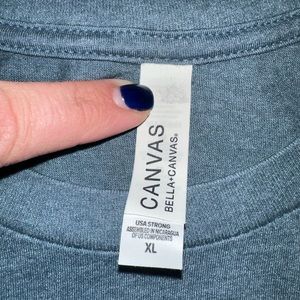 CANVAS
BELLA+CANVAS®
USA STRONG
ASSEMBLED IN NICARAGUA
OF US COMPONENTS
XL